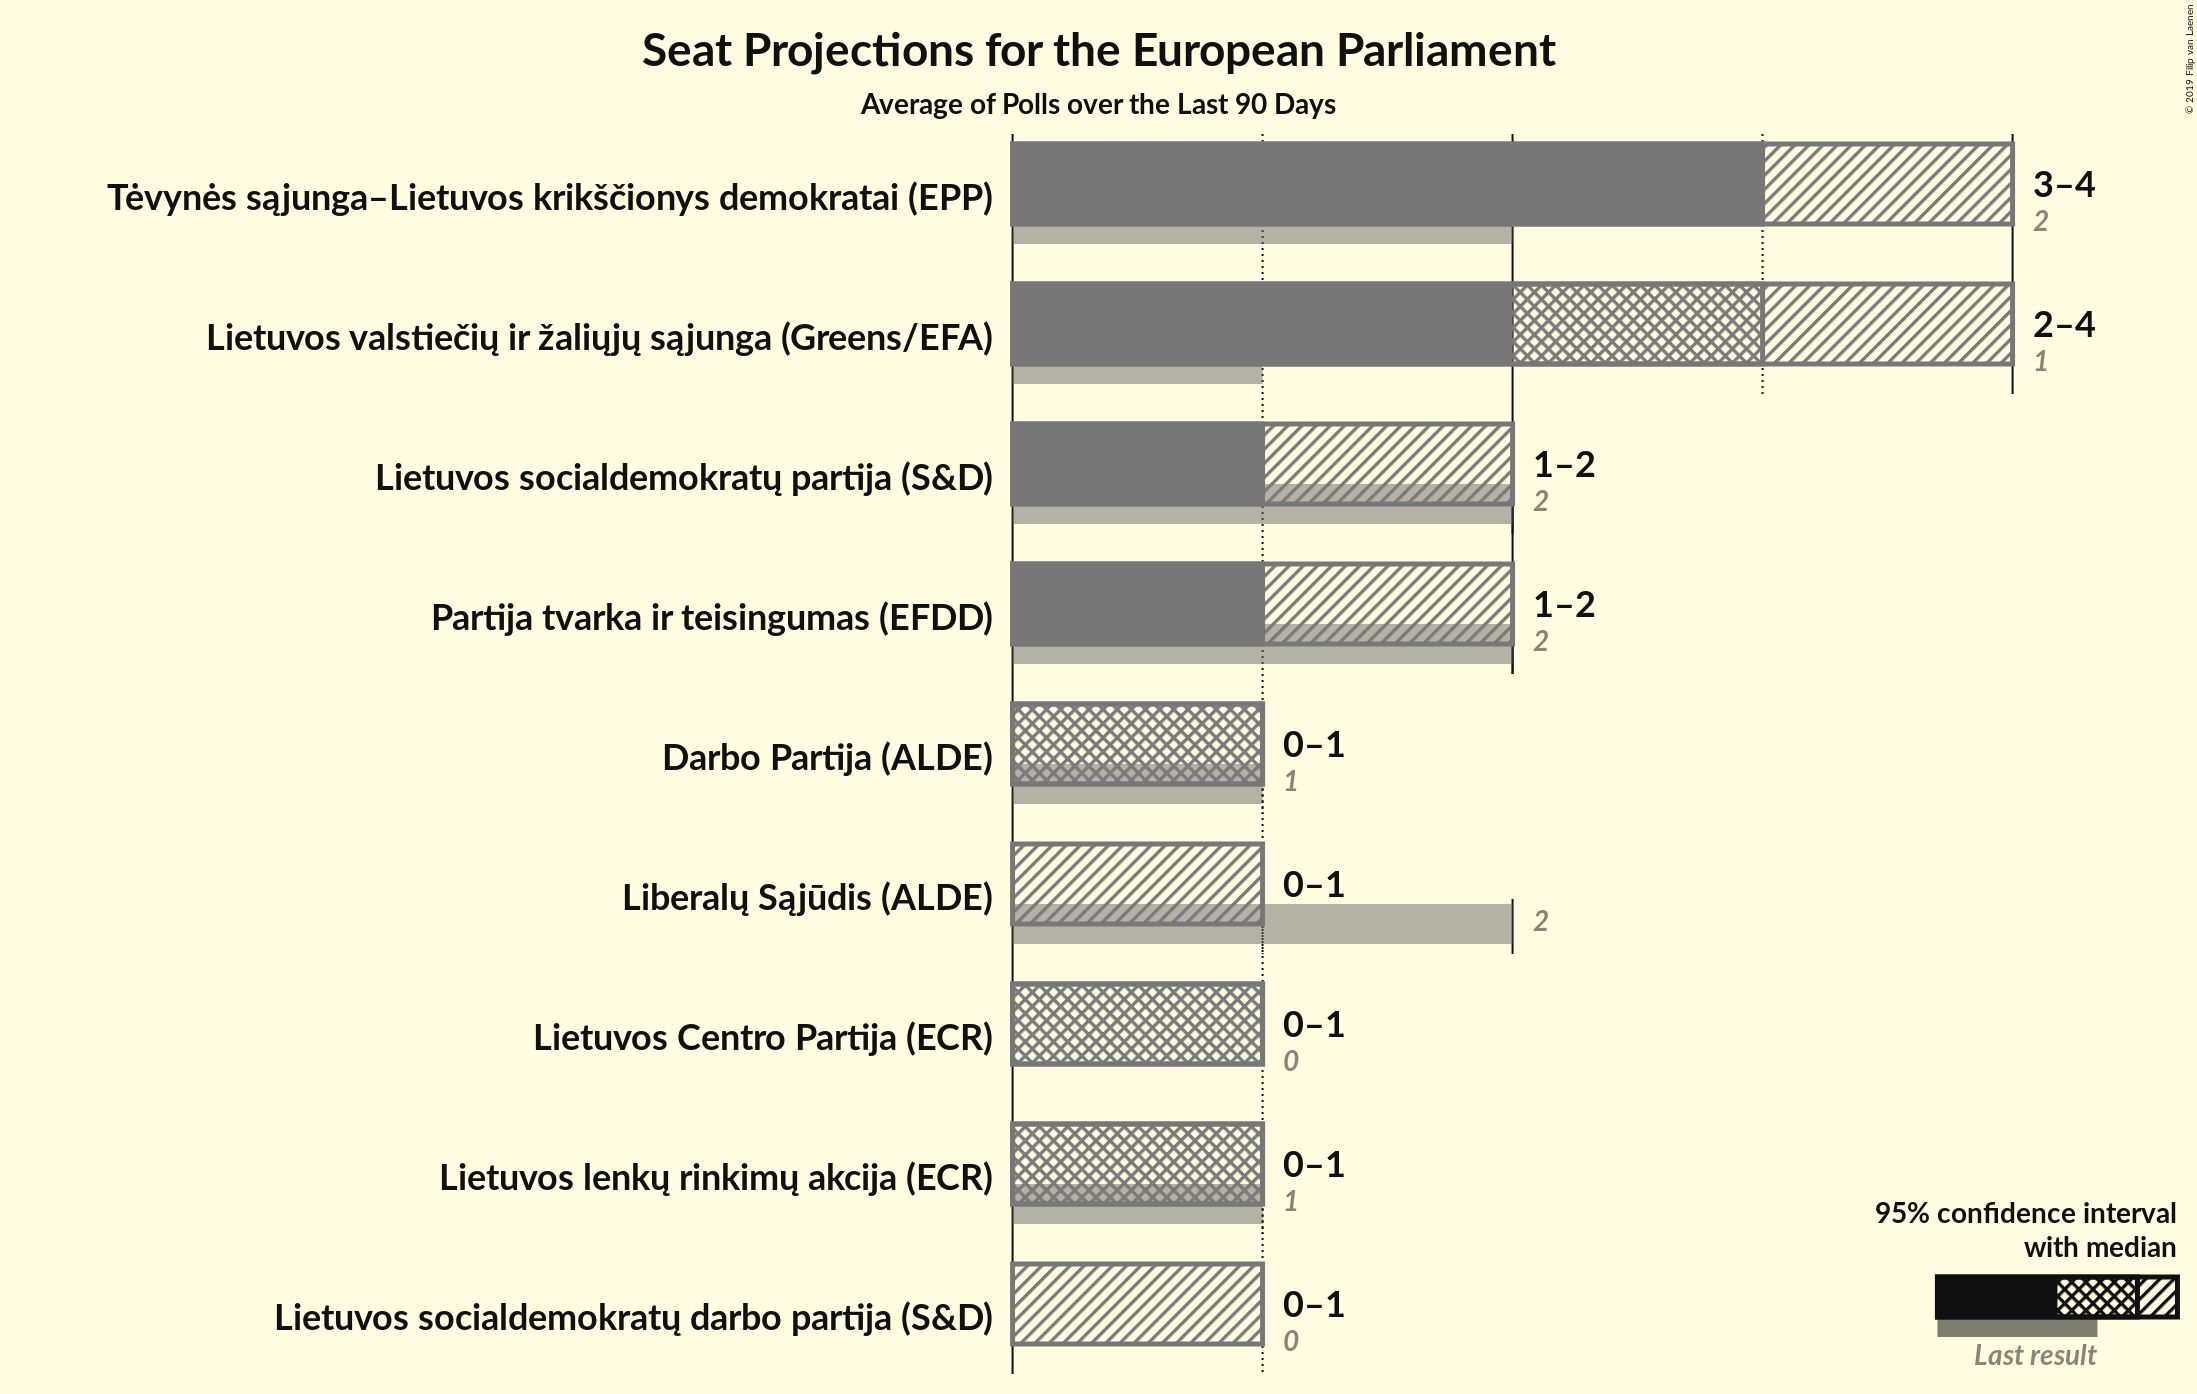 Seat Projections for the European Parliament
Average of Polls over the Last 90 Days
© 2019 Filip van Laenen
Tėvynės sąjunga–Lietuvos krikščionys demokratai (EPP)
3–4
2
Lietuvos valstiečių ir žaliųjų sąjunga (Greens/EFA)
2–4
1
Lietuvos socialdemokratų partija (S&D)
1–2
2
Partija tvarka ir teisingumas (EFDD)
1–2
2
Darbo Partija (ALDE)
0–1
1
Liberalų Sąjūdis (ALDE)
0–1
2
Lietuvos Centro Partija (ECR)
0–1
0
Lietuvos lenkų rinkimų akcija (ECR)
0–1
1
Lietuvos socialdemokratų darbo partija (S&D)
0–1
0
95% confidence interval
with median
Last result